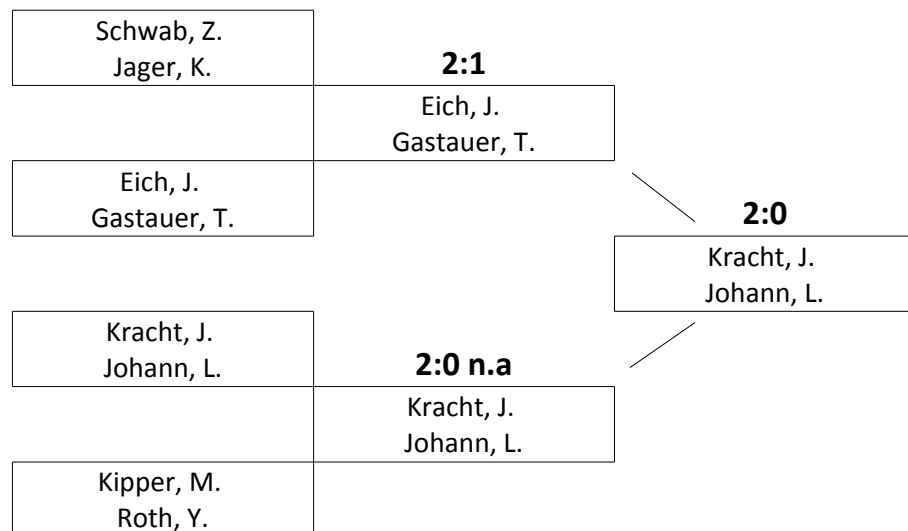 Schwab, Z.
Jager, K.
2:1
Eich, J.
Gastauer, T.
Eich, J.
Gastauer, T.
2:0
Kracht, J.
Johann, L.
Kracht, J.
Johann, L.
2:0 n.a
Kracht, J.
Johann, L.
Kipper, M.
Roth, Y.